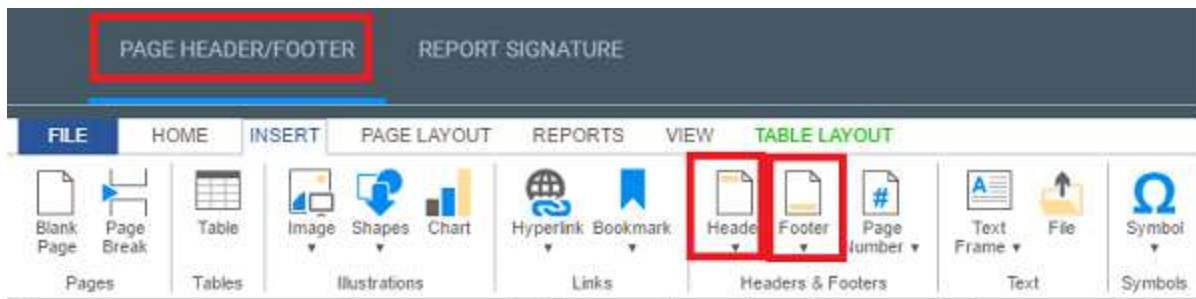 PAGE HEADER/FOOTER REPORT SIGNATURE
FILE HOME INSERT PAGE LAYOUT REPORTS VIEW TABLE LAYOUT
Blank Page Table Image Shapes Chart Hyperlink Bookmark Heade Footer Page Text File Symbol
Page Break Number Frame
Pages Tables Illustrations Links Headers & Footers Text Symbols